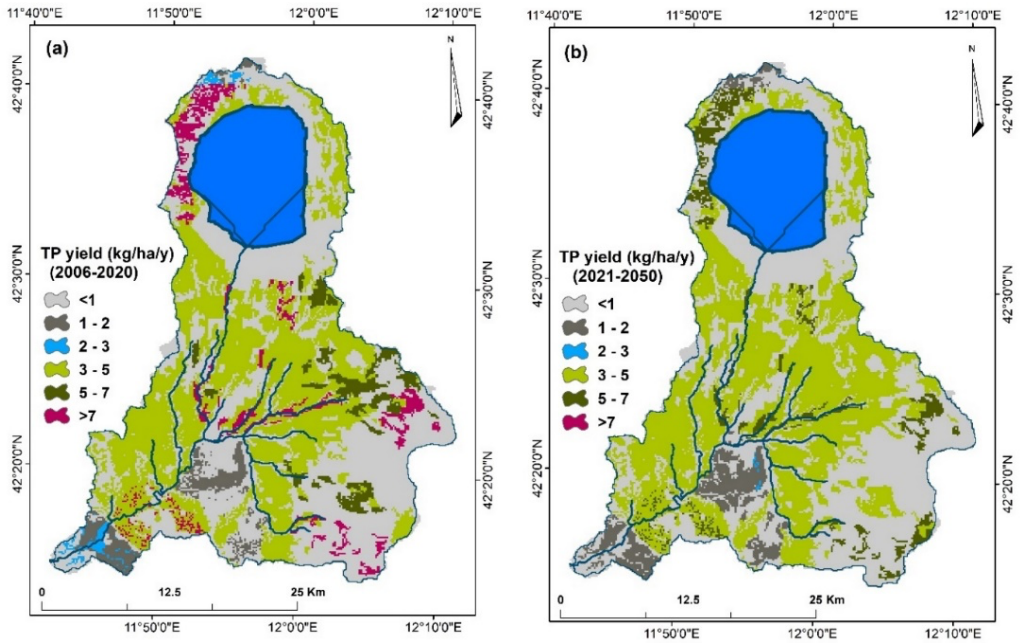 11°40'0"E 11°50'0"E 12°0'0"E 12°10'0"E
(a)
N
42°40'0"N 42°40'0"N
TP yield (kg/ha/y)
(2006-2020)
<1
1 - 2
2 - 3
3 - 5
5 - 7
>7
42°30'0"N 42°30'0"N
42°20'0"N 42°20'0"N
0 12.5 25 Km
11°50'0"E 12°0'0"E 12°10'0"E
11°40'0"E 11°50'0"E 12°0'0"E 12°10'0"E
(b)
N
42°40'0"N 42°40'0"N
TP yield (kg/ha/y)
(2021-2050)
<1
1 - 2
2 - 3
3 - 5
5 - 7
>7
42°30'0"N 42°30'0"N
42°20'0"N 42°20'0"N
0 12.5 25 Km
11°50'0"E 12°0'0"E 12°10'0"E